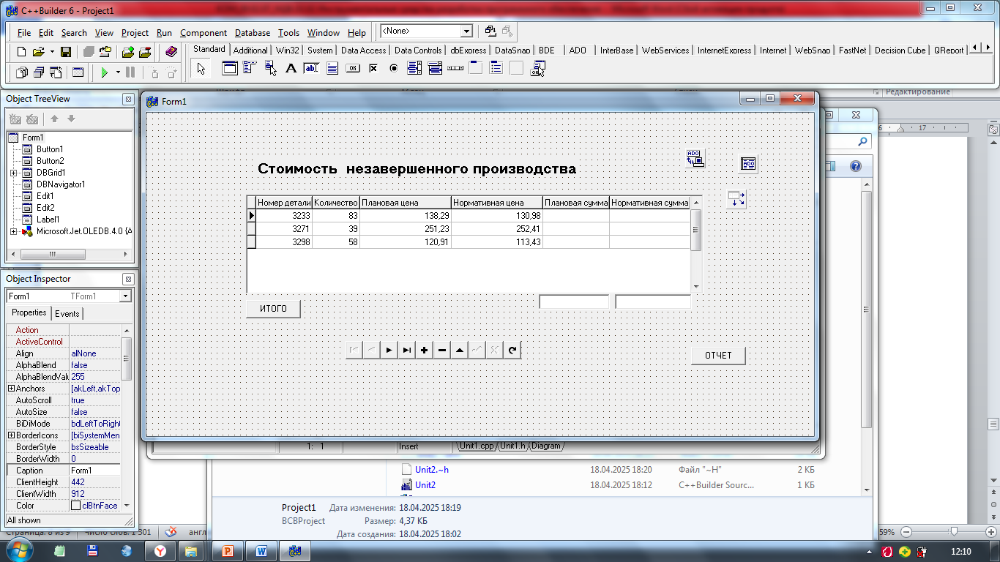 C++Builder 6 - Project1
File Edit Search View Project Run Component Database Tools Window Help
<None>
Standard Additional Win32 System Data Access Data Controls dbExpress DataSnap BDE ADO InterBase WebServices InternetExpress Internet WebSnap FastNet Decision Cube QReport
Редактирование
Object TreeView
Form1
Button1
Button2
DBGrid1
DBNavigator1
Edit1
Edit2
Label1
Microsoft.Jet.OLEDB.4.0 {A
Object Inspector
Form1 TForm1
Properties Events
Action
ActiveControl
Align alNone
AlphaBlend false
AlphaBlendValu 255
Anchors [akLeft,akTop
AutoScroll true
AutoSize false
BiDiMode bdLeftToRight
BorderIcons [biSystemMen
BorderStyle bsSizeable
BorderWidth 0
Caption Form1
ClientHeight 442
ClientWidth 912
Color clBtnFace
All shown
Form1
Стоимость незавершенного производства
ADO
ADO
Номер детали Количество Плановая цена Нормативная цена Плановая сумма Нормативная сумма
3233 83 138,29 130,98
3271 39 251,23 252,41
3298 58 120,91 113,43
ИТОГО
ОТЧЕТ
6 17
1: 1 Insert Unit1.cpp Unit1.h Diagram
Unit2.~h 18.04.2025 18:20 Файл "~H" 2 КБ
Unit2 18.04.2025 18:12 C++Builder Sourc... 1 КБ
Project1 Дата изменения: 18.04.2025 18:19
BCBProject Размер: 4,37 КБ
Дата создания: 18.04.2025 18:02
Страница: 8 из 9 Число слов: 1 301 англ
59%
12:10